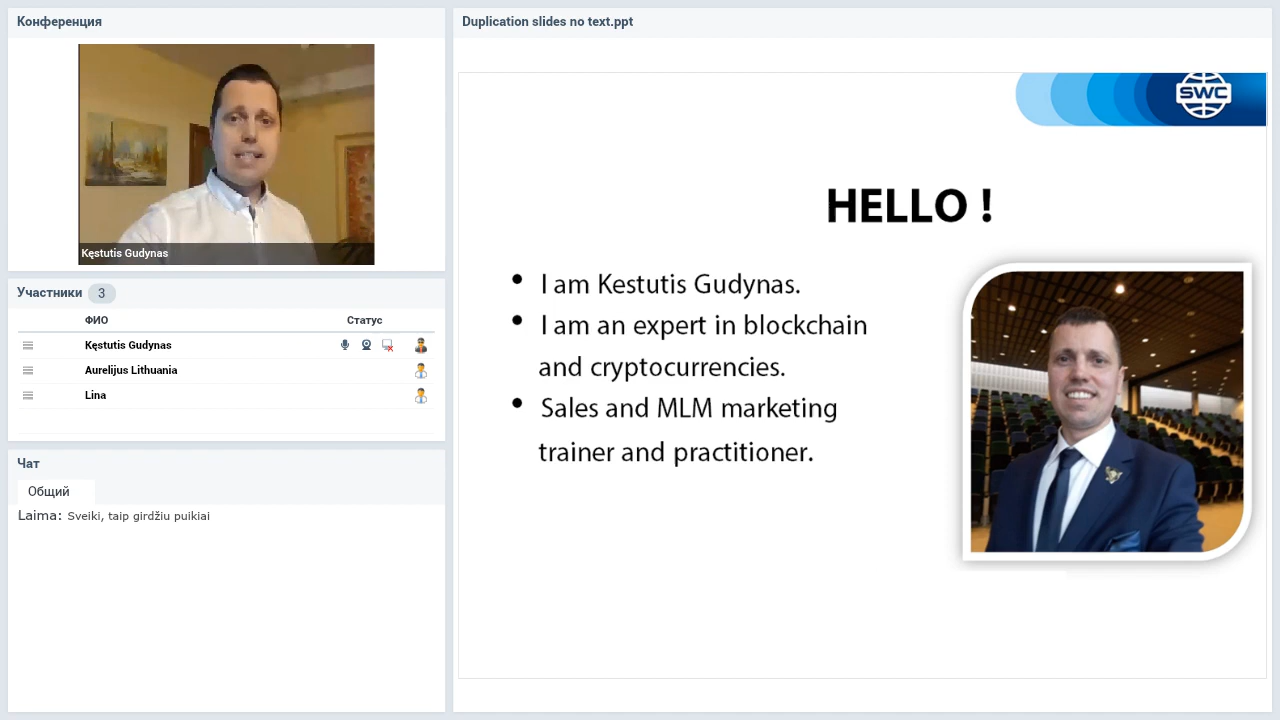 Конференция
Kęstutis Gudynas
Участники 3
ФИО Статус
Kęstutis Gudynas
Aurelijus Lithuania
Lina
Чат
Общий
Laima: Sveiki, taip girdžiu puikiai
Duplication slides no text.ppt
SWC
HELLO !
• I am Kestutis Gudynas.
• I am an expert in blockchain
and cryptocurrencies.
• Sales and MLM marketing
trainer and practitioner.